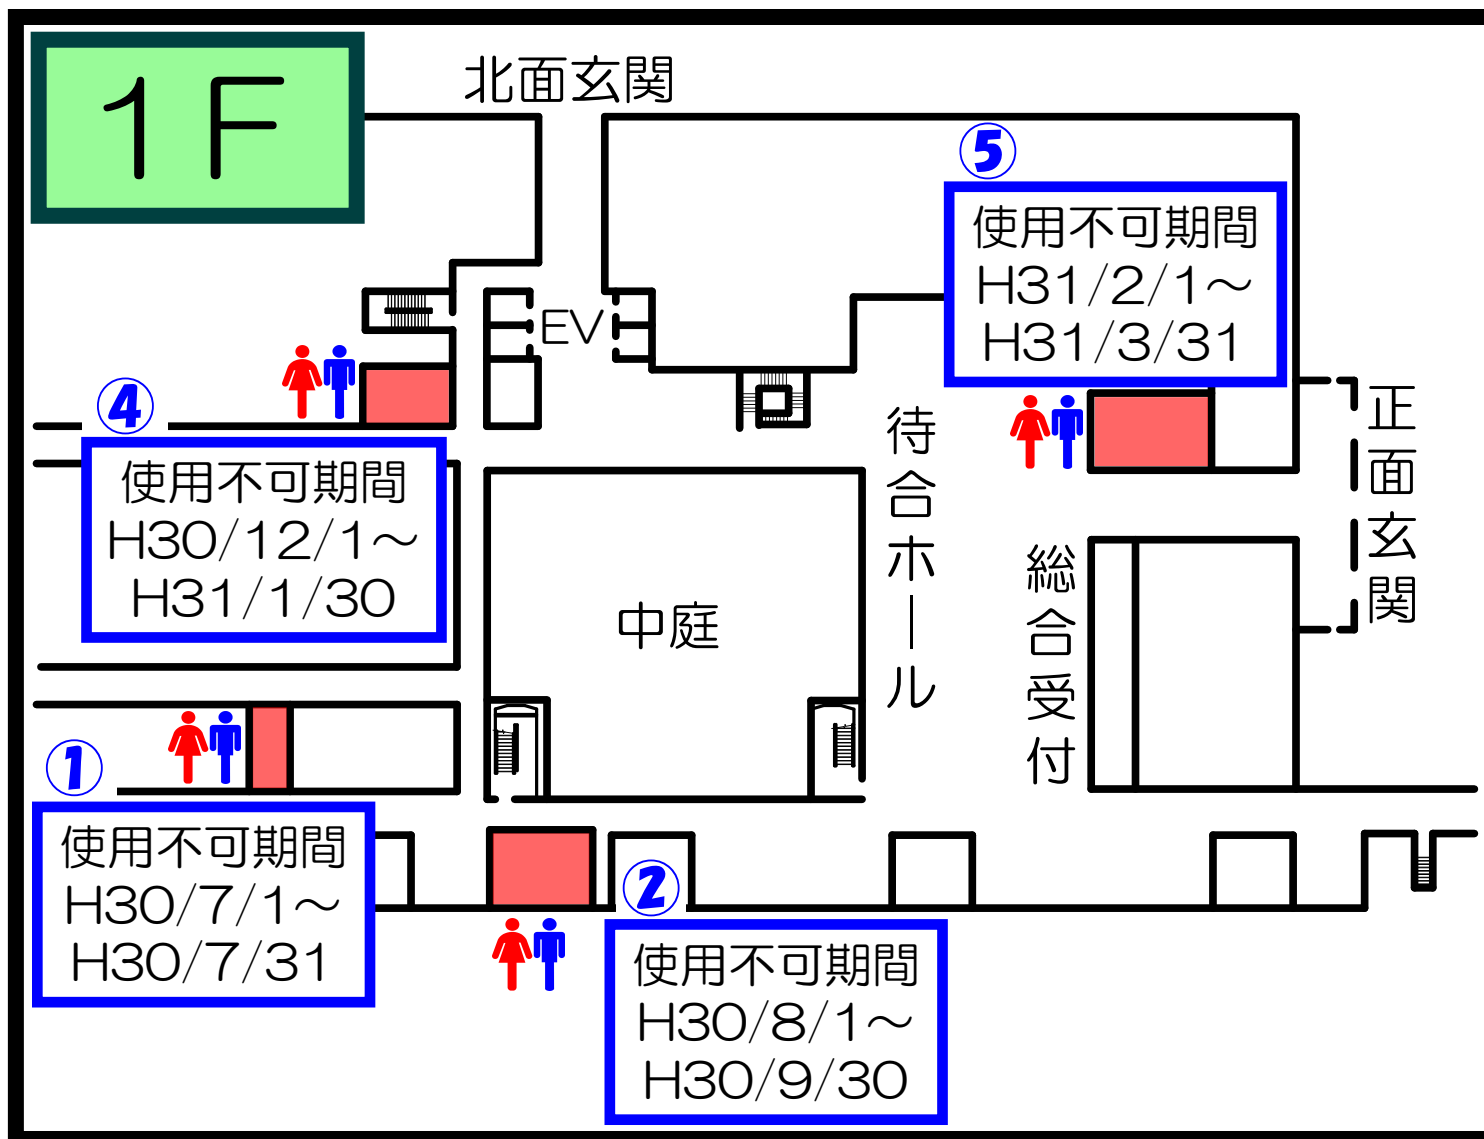 1F
北面玄関
⑤
使用不可期間
H31/2/1～
H31/3/31
EV
④
使用不可期間
H30/12/1～
H31/1/30
待合ホール
正面玄関
中庭
総合受付
①
使用不可期間
H30/7/1～
H30/7/31
②
使用不可期間
H30/8/1～
H30/9/30